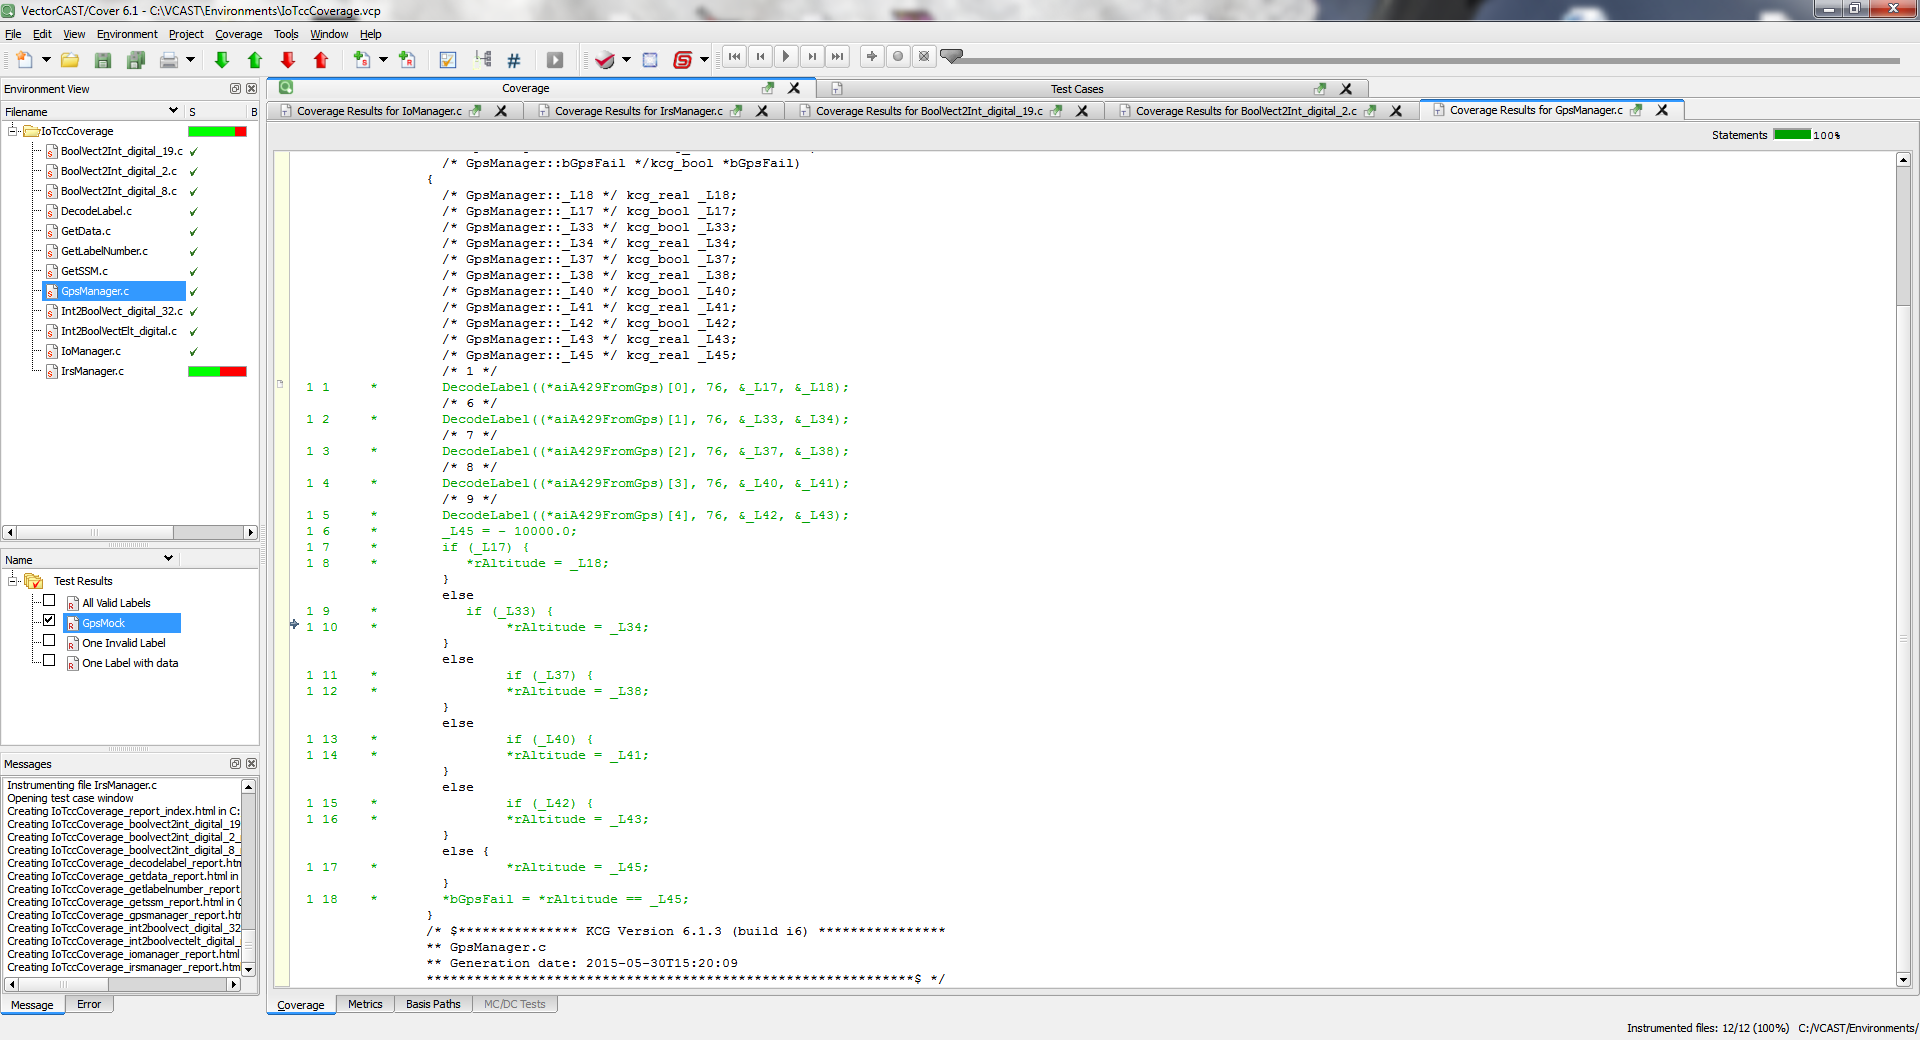 VectorCAST/Cover 6.1 - C:\VCAST\Environments\IoTccCoverage.vcp
File Edit View Environment Project Coverage Tools Window Help
Environment View
Filename S B
IoTccCoverage
BoolVect2Int_digital_19.c
BoolVect2Int_digital_2.c
BoolVect2Int_digital_8.c
DecodeLabel.c
GetData.c
GetLabelNumber.c
GetSSM.c
GpsManager.c
Int2BoolVect_digital_32.c
Int2BoolVectElt_digital.c
IoManager.c
IrsManager.c
Name
Test Results
All Valid Labels
GpsMock
One Invalid Label
One Label with data
Messages
Instrumenting file IrsManager.c
Opening test case window
Creating IoTccCoverage_report_index.html in C:
Creating IoTccCoverage_boolvect2int_digital_19
Creating IoTccCoverage_boolvect2int_digital_2_
Creating IoTccCoverage_boolvect2int_digital_8_
Creating IoTccCoverage_decodelabel_report.htm
Creating IoTccCoverage_getdata_report.html in
Creating IoTccCoverage_getlabelnumber_report.
Creating IoTccCoverage_getssm_report.html in C
Creating IoTccCoverage_gpsmanager_report.htm
Creating IoTccCoverage_int2boolvect_digital_32
Creating IoTccCoverage_int2boolvectelt_digital_
Creating IoTccCoverage_iomanager_report.html
Creating IoTccCoverage_irsmanager_report.htm
Message Error
Coverage Test Cases
Coverage Results for IoManager.c Coverage Results for IrsManager.c Coverage Results for BoolVect2Int_digital_19.c Coverage Results for BoolVect2Int_digital_2.c Coverage Results for GpsManager.c
Statements 100%
/* GpsManager::bGpsFail */kcg_bool *bGpsFail)
{
/* GpsManager::_L18 */ kcg_real _L18;
/* GpsManager::_L17 */ kcg_bool _L17;
/* GpsManager::_L33 */ kcg_bool _L33;
/* GpsManager::_L34 */ kcg_real _L34;
/* GpsManager::_L37 */ kcg_bool _L37;
/* GpsManager::_L38 */ kcg_real _L38;
/* GpsManager::_L40 */ kcg_bool _L40;
/* GpsManager::_L41 */ kcg_real _L41;
/* GpsManager::_L42 */ kcg_bool _L42;
/* GpsManager::_L43 */ kcg_real _L43;
/* GpsManager::_L45 */ kcg_real _L45;
/* 1 */
1 1 * DecodeLabel((*aiA429FromGps)[0], 76, &_L17, &_L18);
/* 6 */
1 2 * DecodeLabel((*aiA429FromGps)[1], 76, &_L33, &_L34);
/* 7 */
1 3 * DecodeLabel((*aiA429FromGps)[2], 76, &_L37, &_L38);
/* 8 */
1 4 * DecodeLabel((*aiA429FromGps)[3], 76, &_L40, &_L41);
/* 9 */
1 5 * DecodeLabel((*aiA429FromGps)[4], 76, &_L42, &_L43);
1 6 * _L45 = - 10000.0;
1 7 * if (_L17) {
1 8 * *rAltitude = _L18;
}
else
1 9 * if (_L33) {
1 10 * *rAltitude = _L34;
}
else
1 11 * if (_L37) {
1 12 * *rAltitude = _L38;
}
else
1 13 * if (_L40) {
1 14 * *rAltitude = _L41;
}
else
1 15 * if (_L42) {
1 16 * *rAltitude = _L43;
}
else {
1 17 * *rAltitude = _L45;
}
1 18 * *bGpsFail = *rAltitude == _L45;
}
/* $*************** KCG Version 6.1.3 (build i6) ****************
** GpsManager.c
** Generation date: 2015-05-30T15:20:09
*************************************************************$ */
Coverage Metrics Basis Paths MC/DC Tests
Instrumented files: 12/12 (100%) C:/VCAST/Environments/